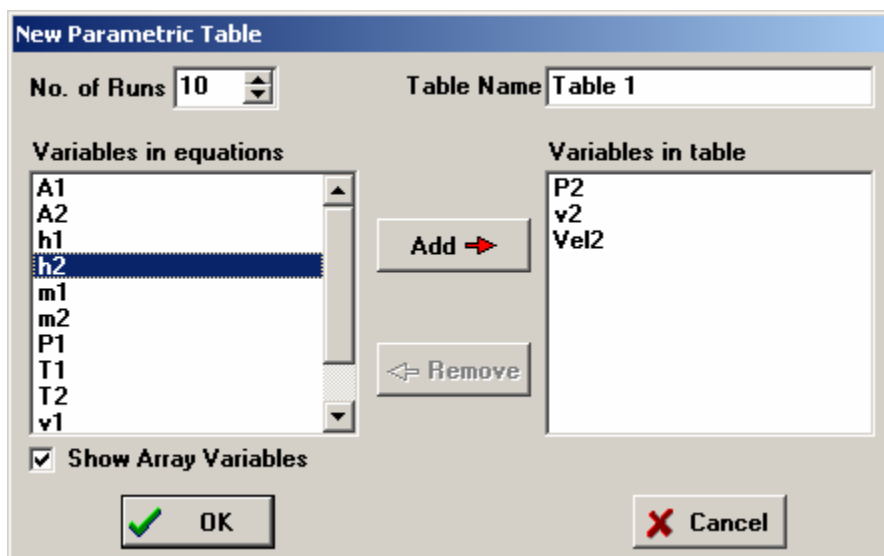 New Parametric Table
No. of Runs 10
Table Name Table 1
Variables in equations
A1
A2
h1
h2
m1
m2
P1
T1
T2
v1
Add
Remove
Variables in table
P2
v2
Vel2
Show Array Variables
OK
Cancel